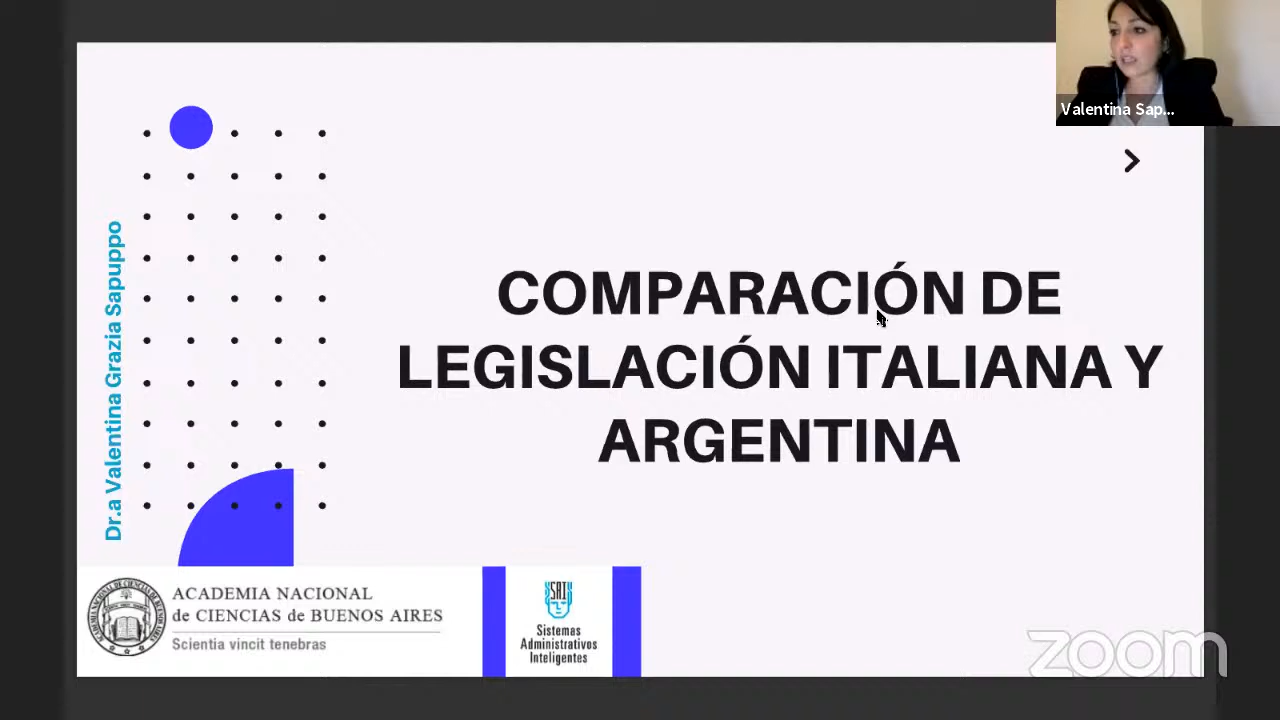 Valentina Sap...
Dr.a Valentina Grazia Sapuppo
COMPARACIÓN DE
LEGISLACIÓN ITALIANA Y
ARGENTINA
ACADEMIA NACIONAL
de CIENCIAS de BUENOS AIRES
Scientia vincit tenebras
SAI
Sistemas
Administrativos
Inteligentes
zoom